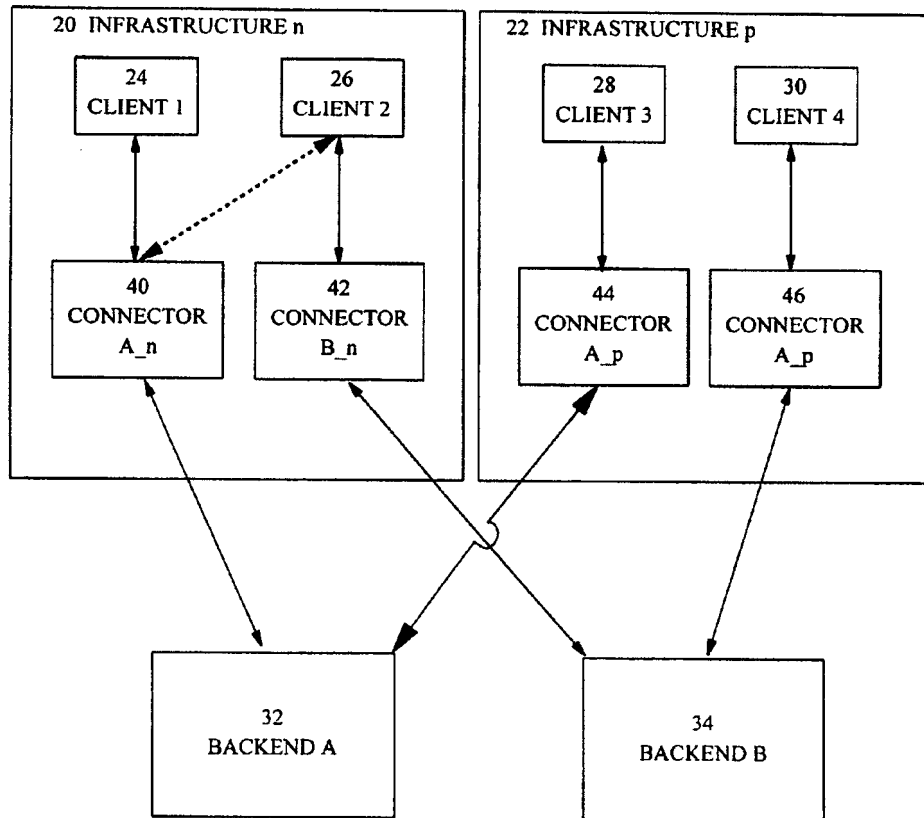 20 INFRASTRUCTURE n
22 INFRASTRUCTURE p
24
CLIENT 1
26
CLIENT 2
28
CLIENT 3
30
CLIENT 4
40
CONNECTOR
A_n
42
CONNECTOR
B_n
44
CONNECTOR
A_p
46
CONNECTOR
A_p
32
BACKEND A
34
BACKEND B